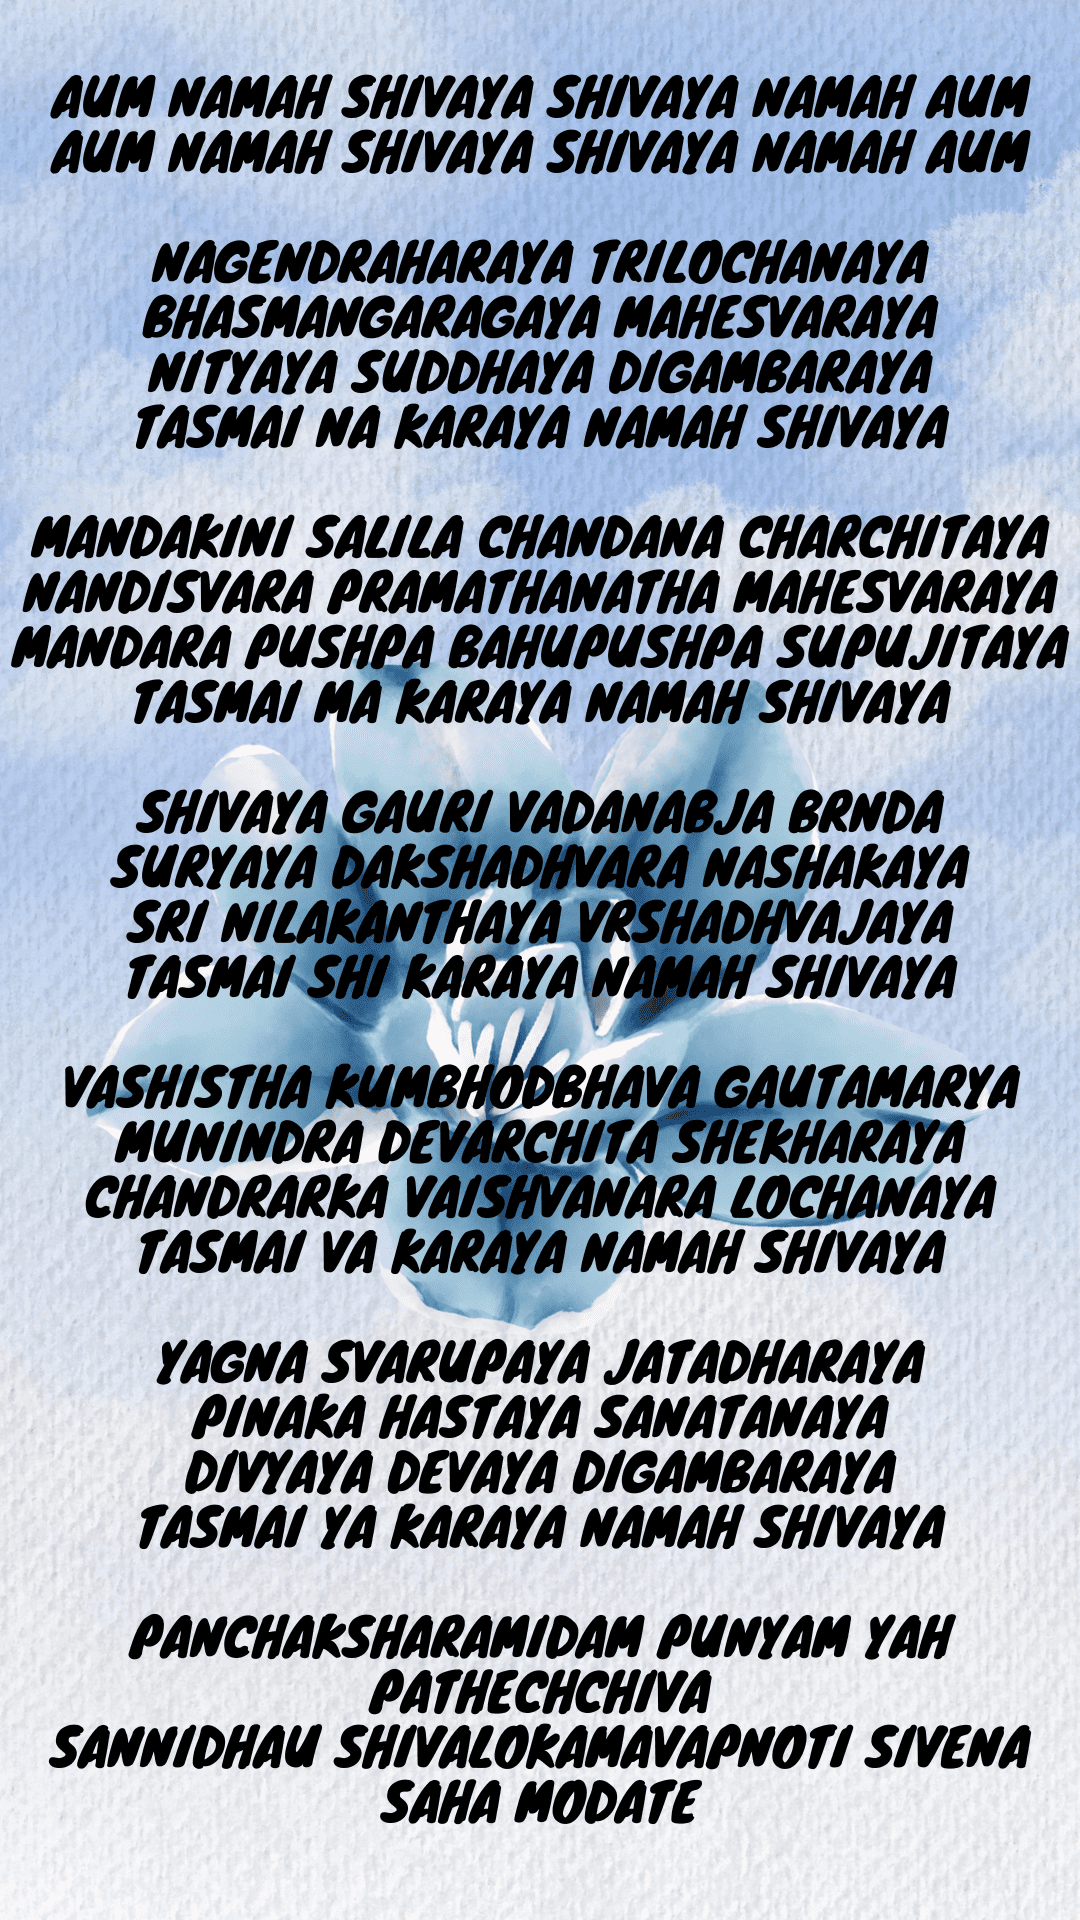 AUM NAMAH SHIVAYA SHIVAYA NAMAH AUM
AUM NAMAH SHIVAYA SHIVAYA NAMAH AUM
NAGENDRAHARAYA TRILOCHANAYA
BHASMANGARAGAYA MAHESVARAYA
NITYAYA SUDDHAYA DIGAMBARAYA
TASMAI NA KARAYA NAMAH SHIVAYA
MANDAKINI SALILA CHANDANA CHARCHITAYA
NANDISVARA PRAMATHANATHA MAHESVARAYA
MANDARA PUSHPA BAHUPUSHPA SUPUJITAYA
TASMAI MA KARAYA NAMAH SHIVAYA
SHIVAYA GAURI VADANABJA BRNDA
SURYAYA DAKSHADHVARA NASHAKAYA
SRI NILAKANTHAYA VRSHADHVAJAYA
TASMAI SHI KARAYA NAMAH SHIVAYA
VASHISTHA KUMBHODBHAVA GAUTAMARYA
MUNINDRA DEVARCHITA SHEKHARAYA
CHANDRARKA VAISHVANARA LOCHANAYA
TASMAI VA KARAYA NAMAH SHIVAYA
YAGNA SVARUPAYA JATADHARAYA
PINAKA HASTAYA SANATANAYA
DIVYAYA DEVAYA DIGAMBARAYA
TASMAI YA KARAYA NAMAH SHIVAYA
PANCHAKSHARAMIDAM PUNYAM YAH
PATHECHCHIVA
SANNIDHAU SHIVALOKAMAVAPNOTI SIVENA
SAHA MODATE